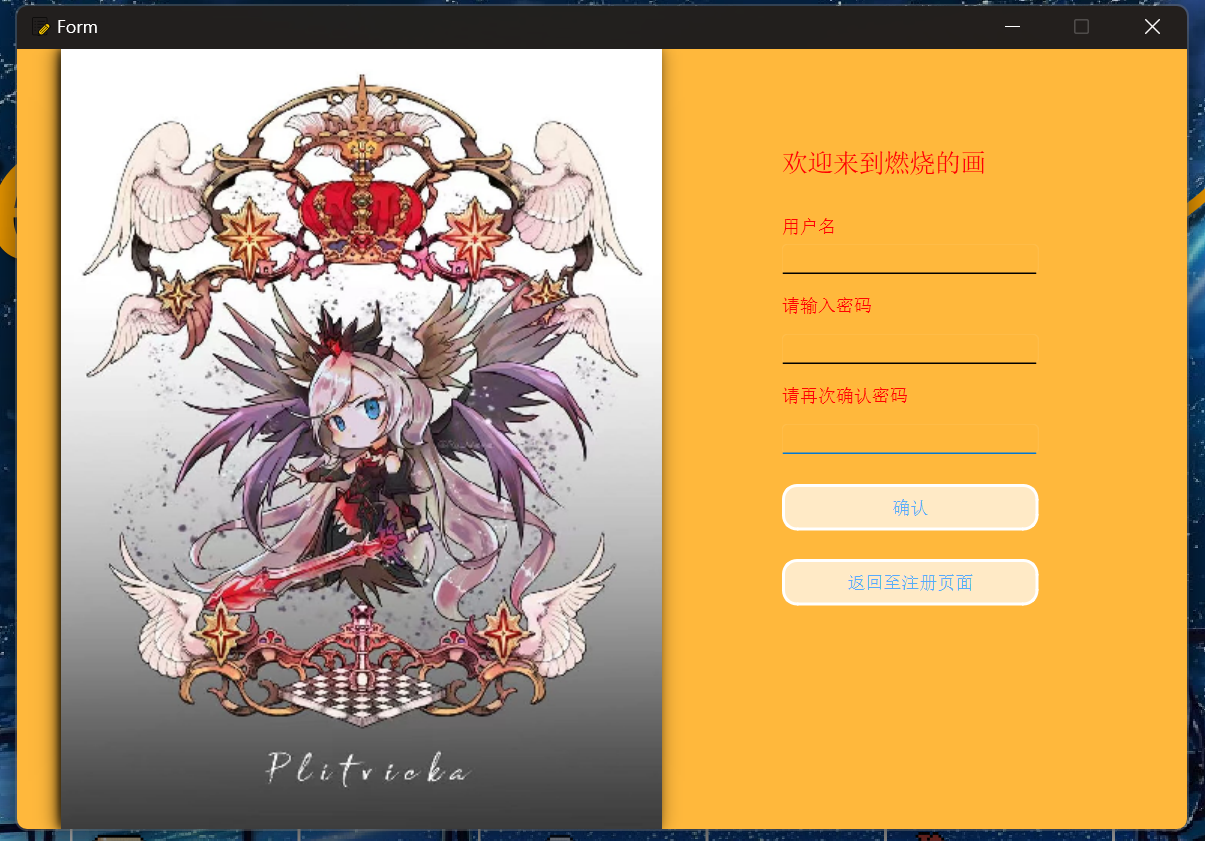 Form
Plitvicka
欢迎来到燃烧的画
用户名
请输入密码
请再次确认密码
确认
返回至注册页面